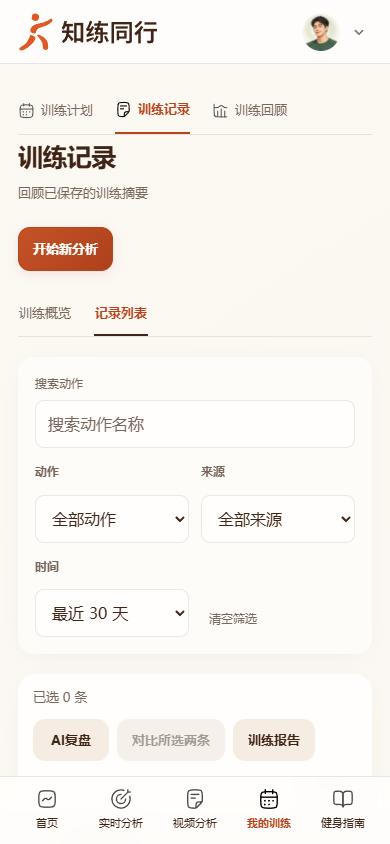 知练同行
训练计划 训练记录 训练回顾
训练记录
回顾已保存的训练摘要
开始新分析
训练概览 记录列表
搜索动作
搜索动作名称
动作 来源
全部动作 全部来源
时间
最近 30 天 清空筛选
已选 0 条
AI复盘 对比所选两条 训练报告
首页 实时分析 视频分析 我的训练 健身指南